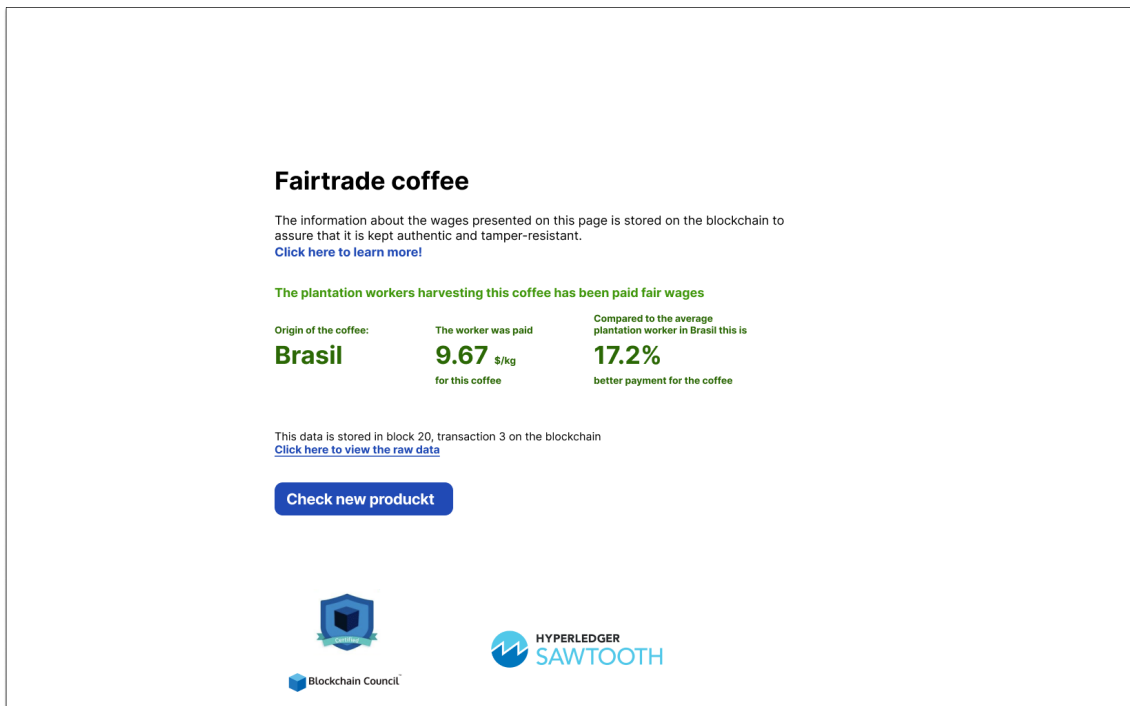 Fairtrade coffee
The information about the wages presented on this page is stored on the blockchain to
assure that it is kept authentic and tamper-resistant.
Click here to learn more!
The plantation workers harvesting this coffee has been paid fair wages
Origin of the coffee:
Brasil
The worker was paid
9.67 $/kg
for this coffee
Compared to the average
plantation worker in Brasil this is
17.2%
better payment for the coffee
This data is stored in block 20, transaction 3 on the blockchain
Click here to view the raw data
Check new produckt
Certified
Blockchain Council
HYPERLEDGER
SAWTOOTH